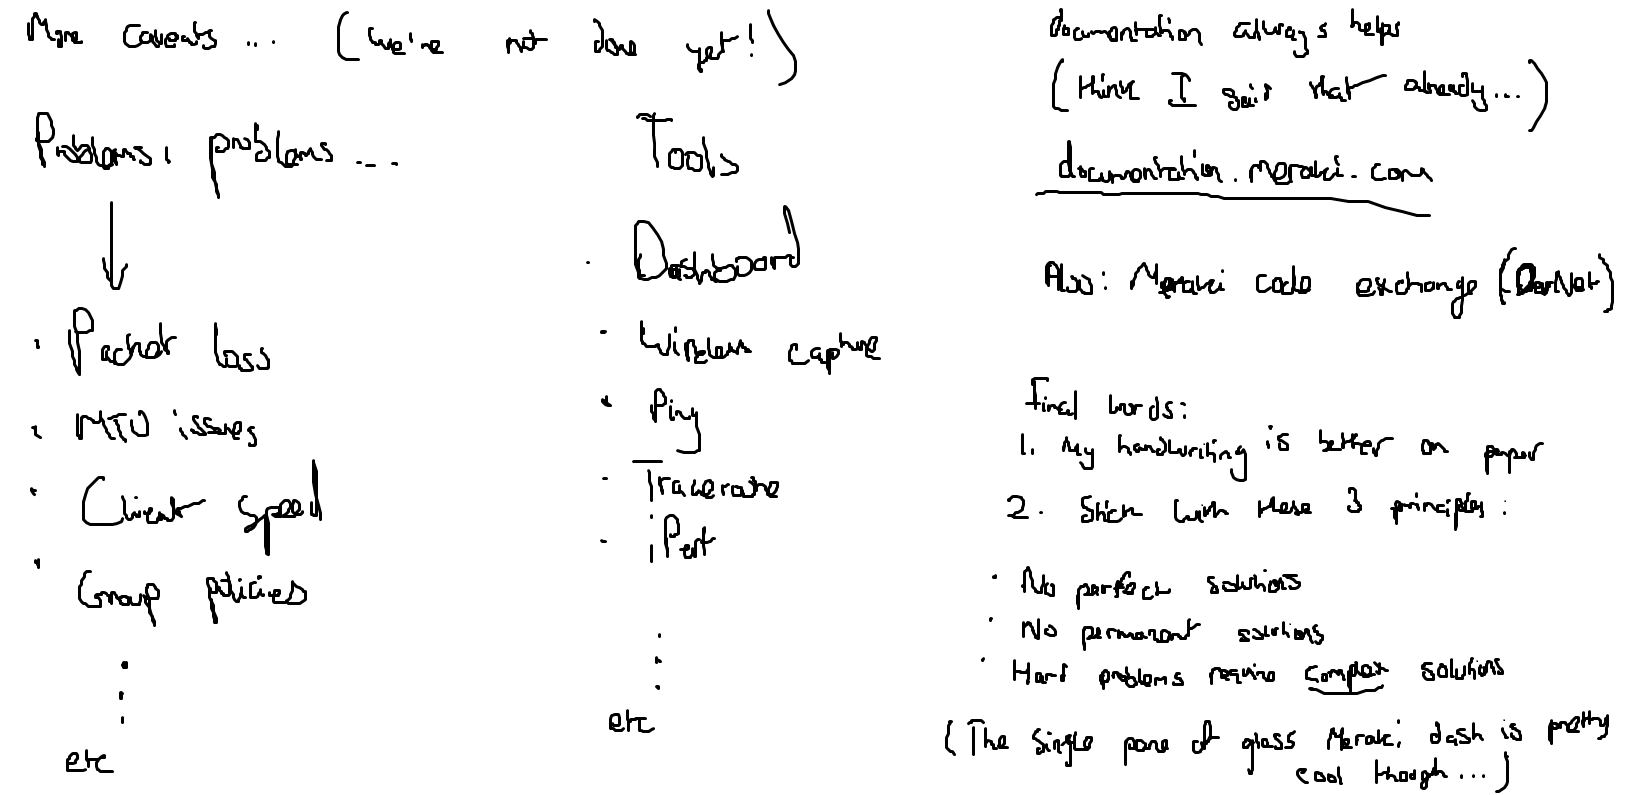 More caveats ... (we're not done yet!)
Problems, problems ...
• Packet loss
• MTU issues
• Client speed
• Group policies
etc
Tools
• Dashboard
• Wireless capture
• Ping
• Traceroute
• iPerf
etc
documentation always helps
(think I said that already...)
documentation.meraki.com
Also: Meraki code exchange (DevNet)
Final words:
1. My handwriting is better on paper
2. Stick with these 3 principles:
• No perfect solutions
• No permanent solutions
• Hard problems require complex solutions
(The single pane of glass Meraki dash is pretty
cool though...)